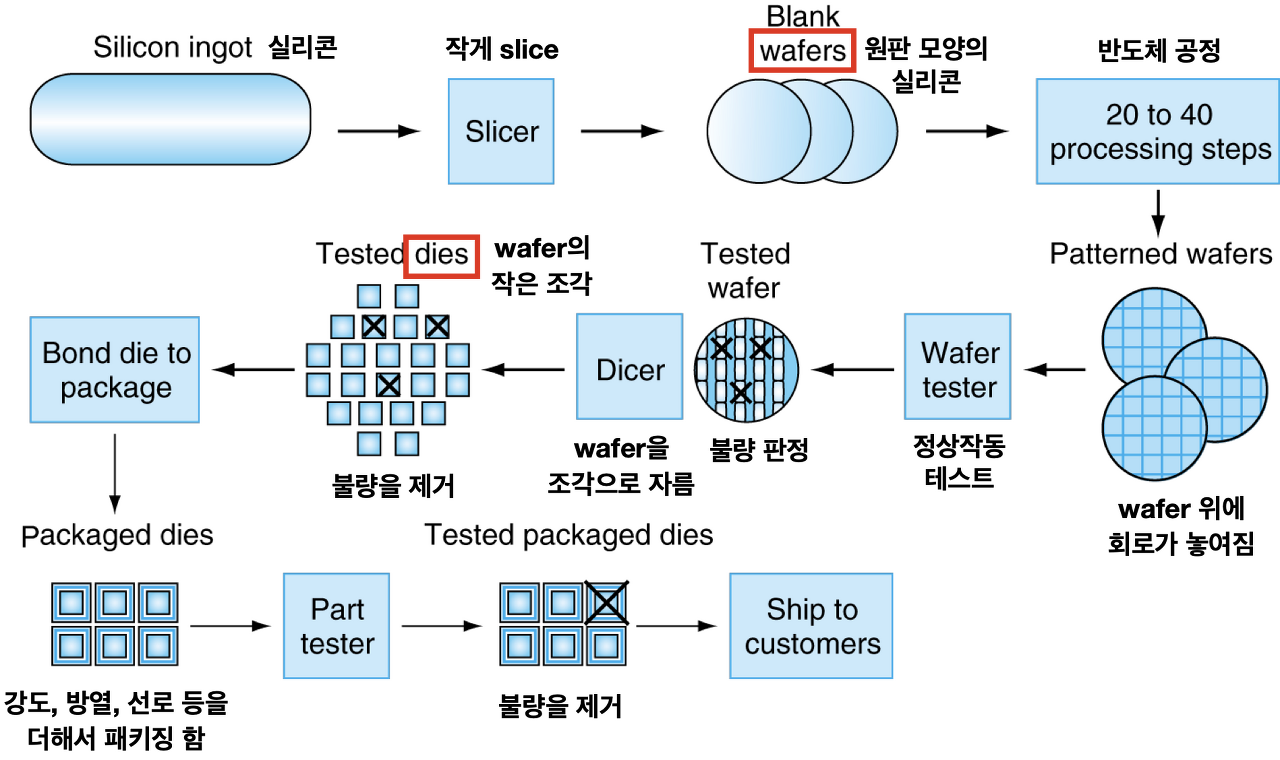 Silicon ingot 실리콘
작게 slice
Blank
wafers
원판 모양의
실리콘
반도체 공정
Slicer
20 to 40
processing steps
Tested dies
wafer의
작은 조각
Tested
wafer
Patterned wafers
Bond die to
package
Dicer
Wafer
tester
불량을 제거
wafer을
조각으로 자름
불량 판정
정상작동
테스트
wafer 위에
회로가 놓여짐
Packaged dies
Tested packaged dies
Part
tester
Ship to
customers
강도, 방열, 선로 등을
더해서 패키징 함
불량을 제거